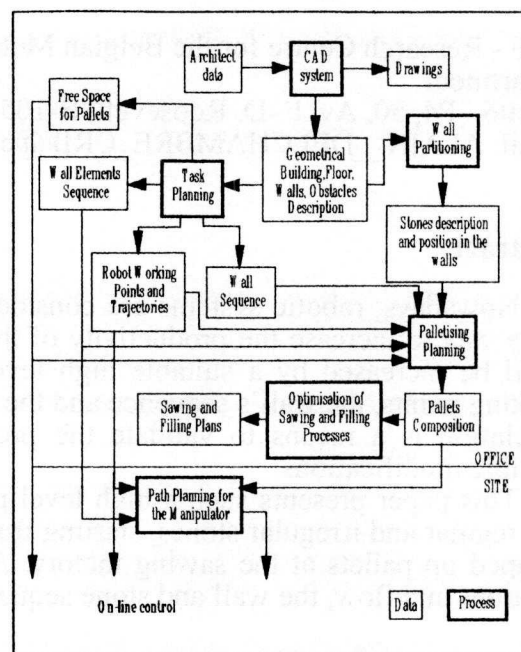 Architect
data
CAD
system
Drawings
Free Space
for Pallets
Wall
Partitioning
Wall Elements
Sequence
Task
Planning
Geometrical
Building, Floor,
Walls, Obstacles
Description
Stones description
and position in the
walls
Robot Working
Points and
Trajectories
Wall
Sequence
Palletising
Planning
Sawing and
Filling Plans
Optimisation of
Sawing and Filling
Processes
Pallets
Composition
OFFICE
SITE
Path Planning for
the Manipulator
On-line control
Data
Process